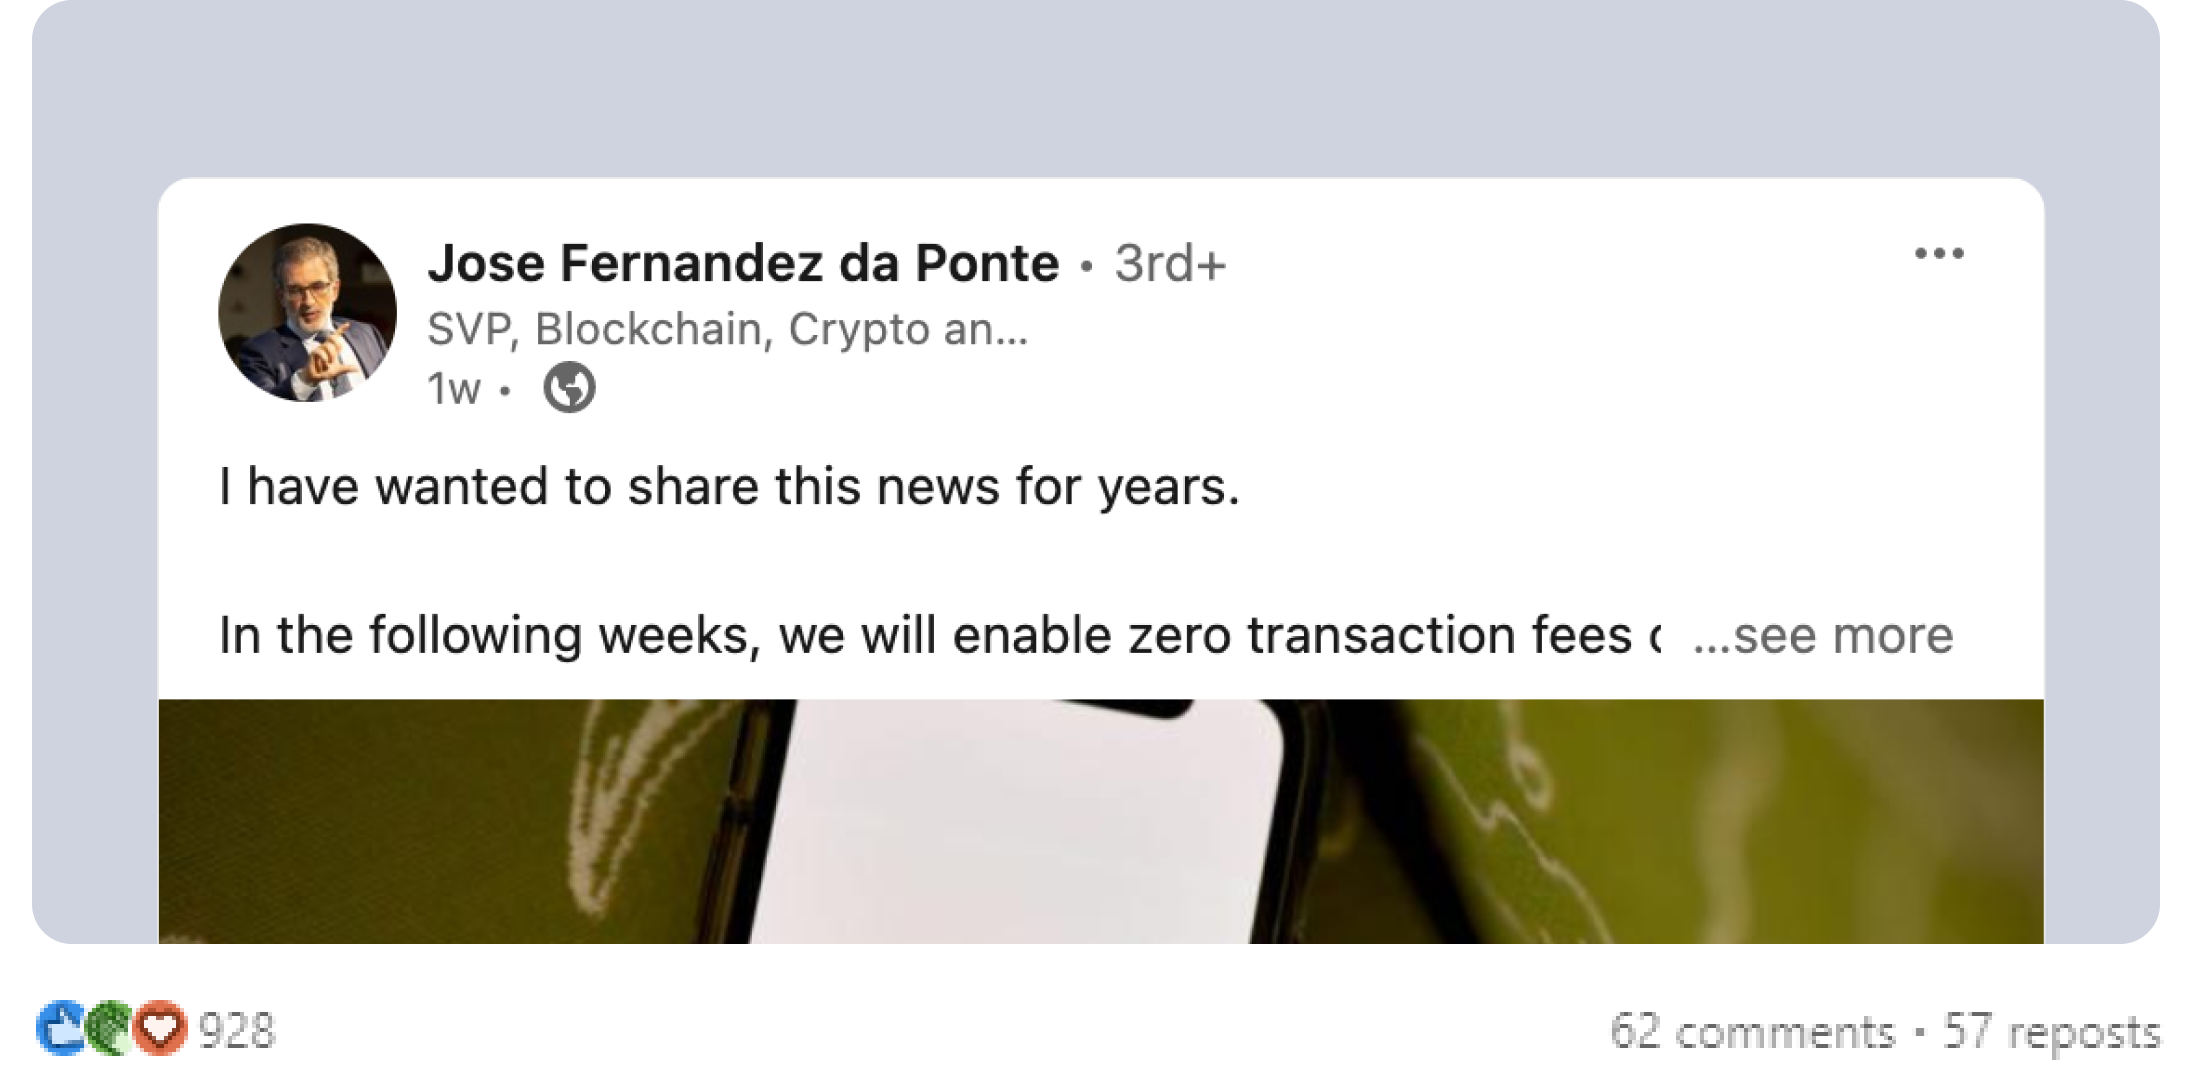 Jose Fernandez da Ponte • 3rd+
SVP, Blockchain, Crypto an...
1w •
I have wanted to share this news for years.
In the following weeks, we will enable zero transaction fees ...see more
928
62 comments • 57 reposts